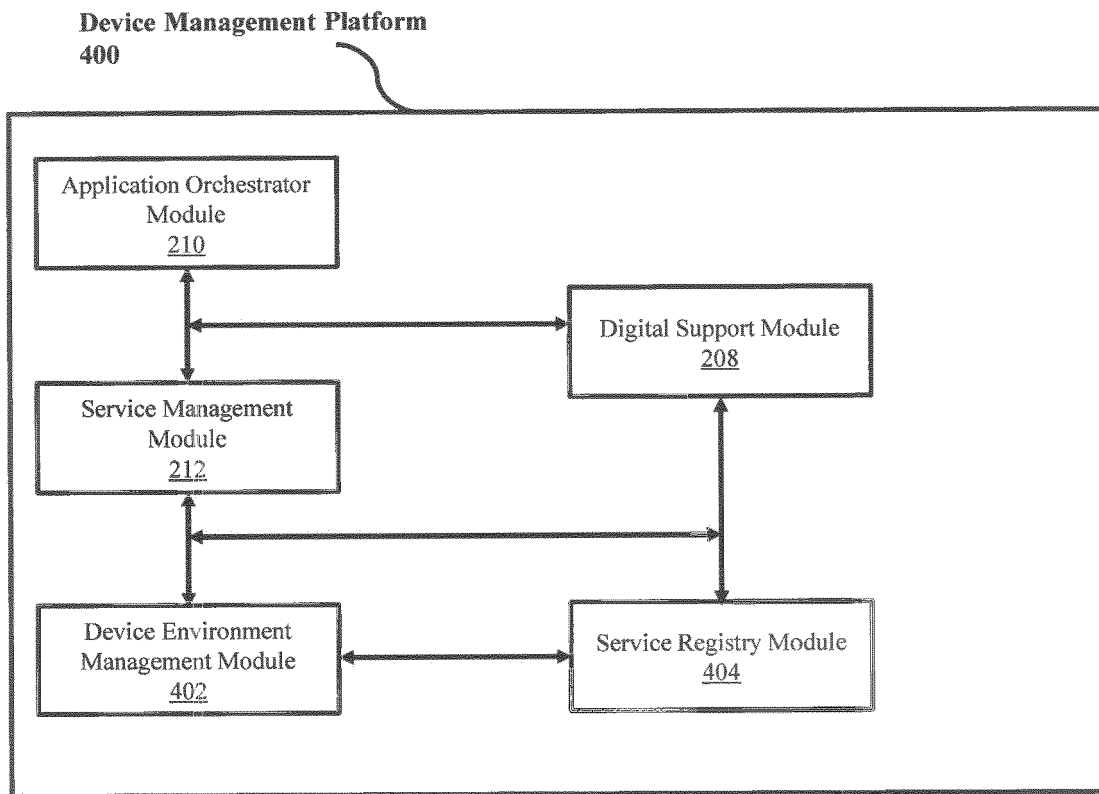 Device Management Platform
400
Application Orchestrator
Module
210
Digital Support Module
208
Service Management
Module
212
Device Environment
Management Module
402
Service Registry Module
404